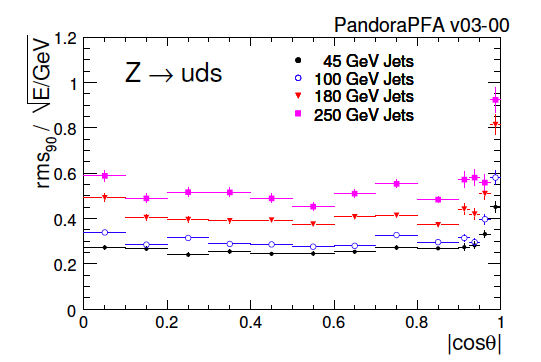 PandoraPFA v03-00
rms90 / √E/GeV
1.2
1
0.8
0.6
0.4
0.2
0
Z → uds
45 GeV Jets
100 GeV Jets
180 GeV Jets
250 GeV Jets
0 0.2 0.4 0.6 0.8 1
|cosθ|